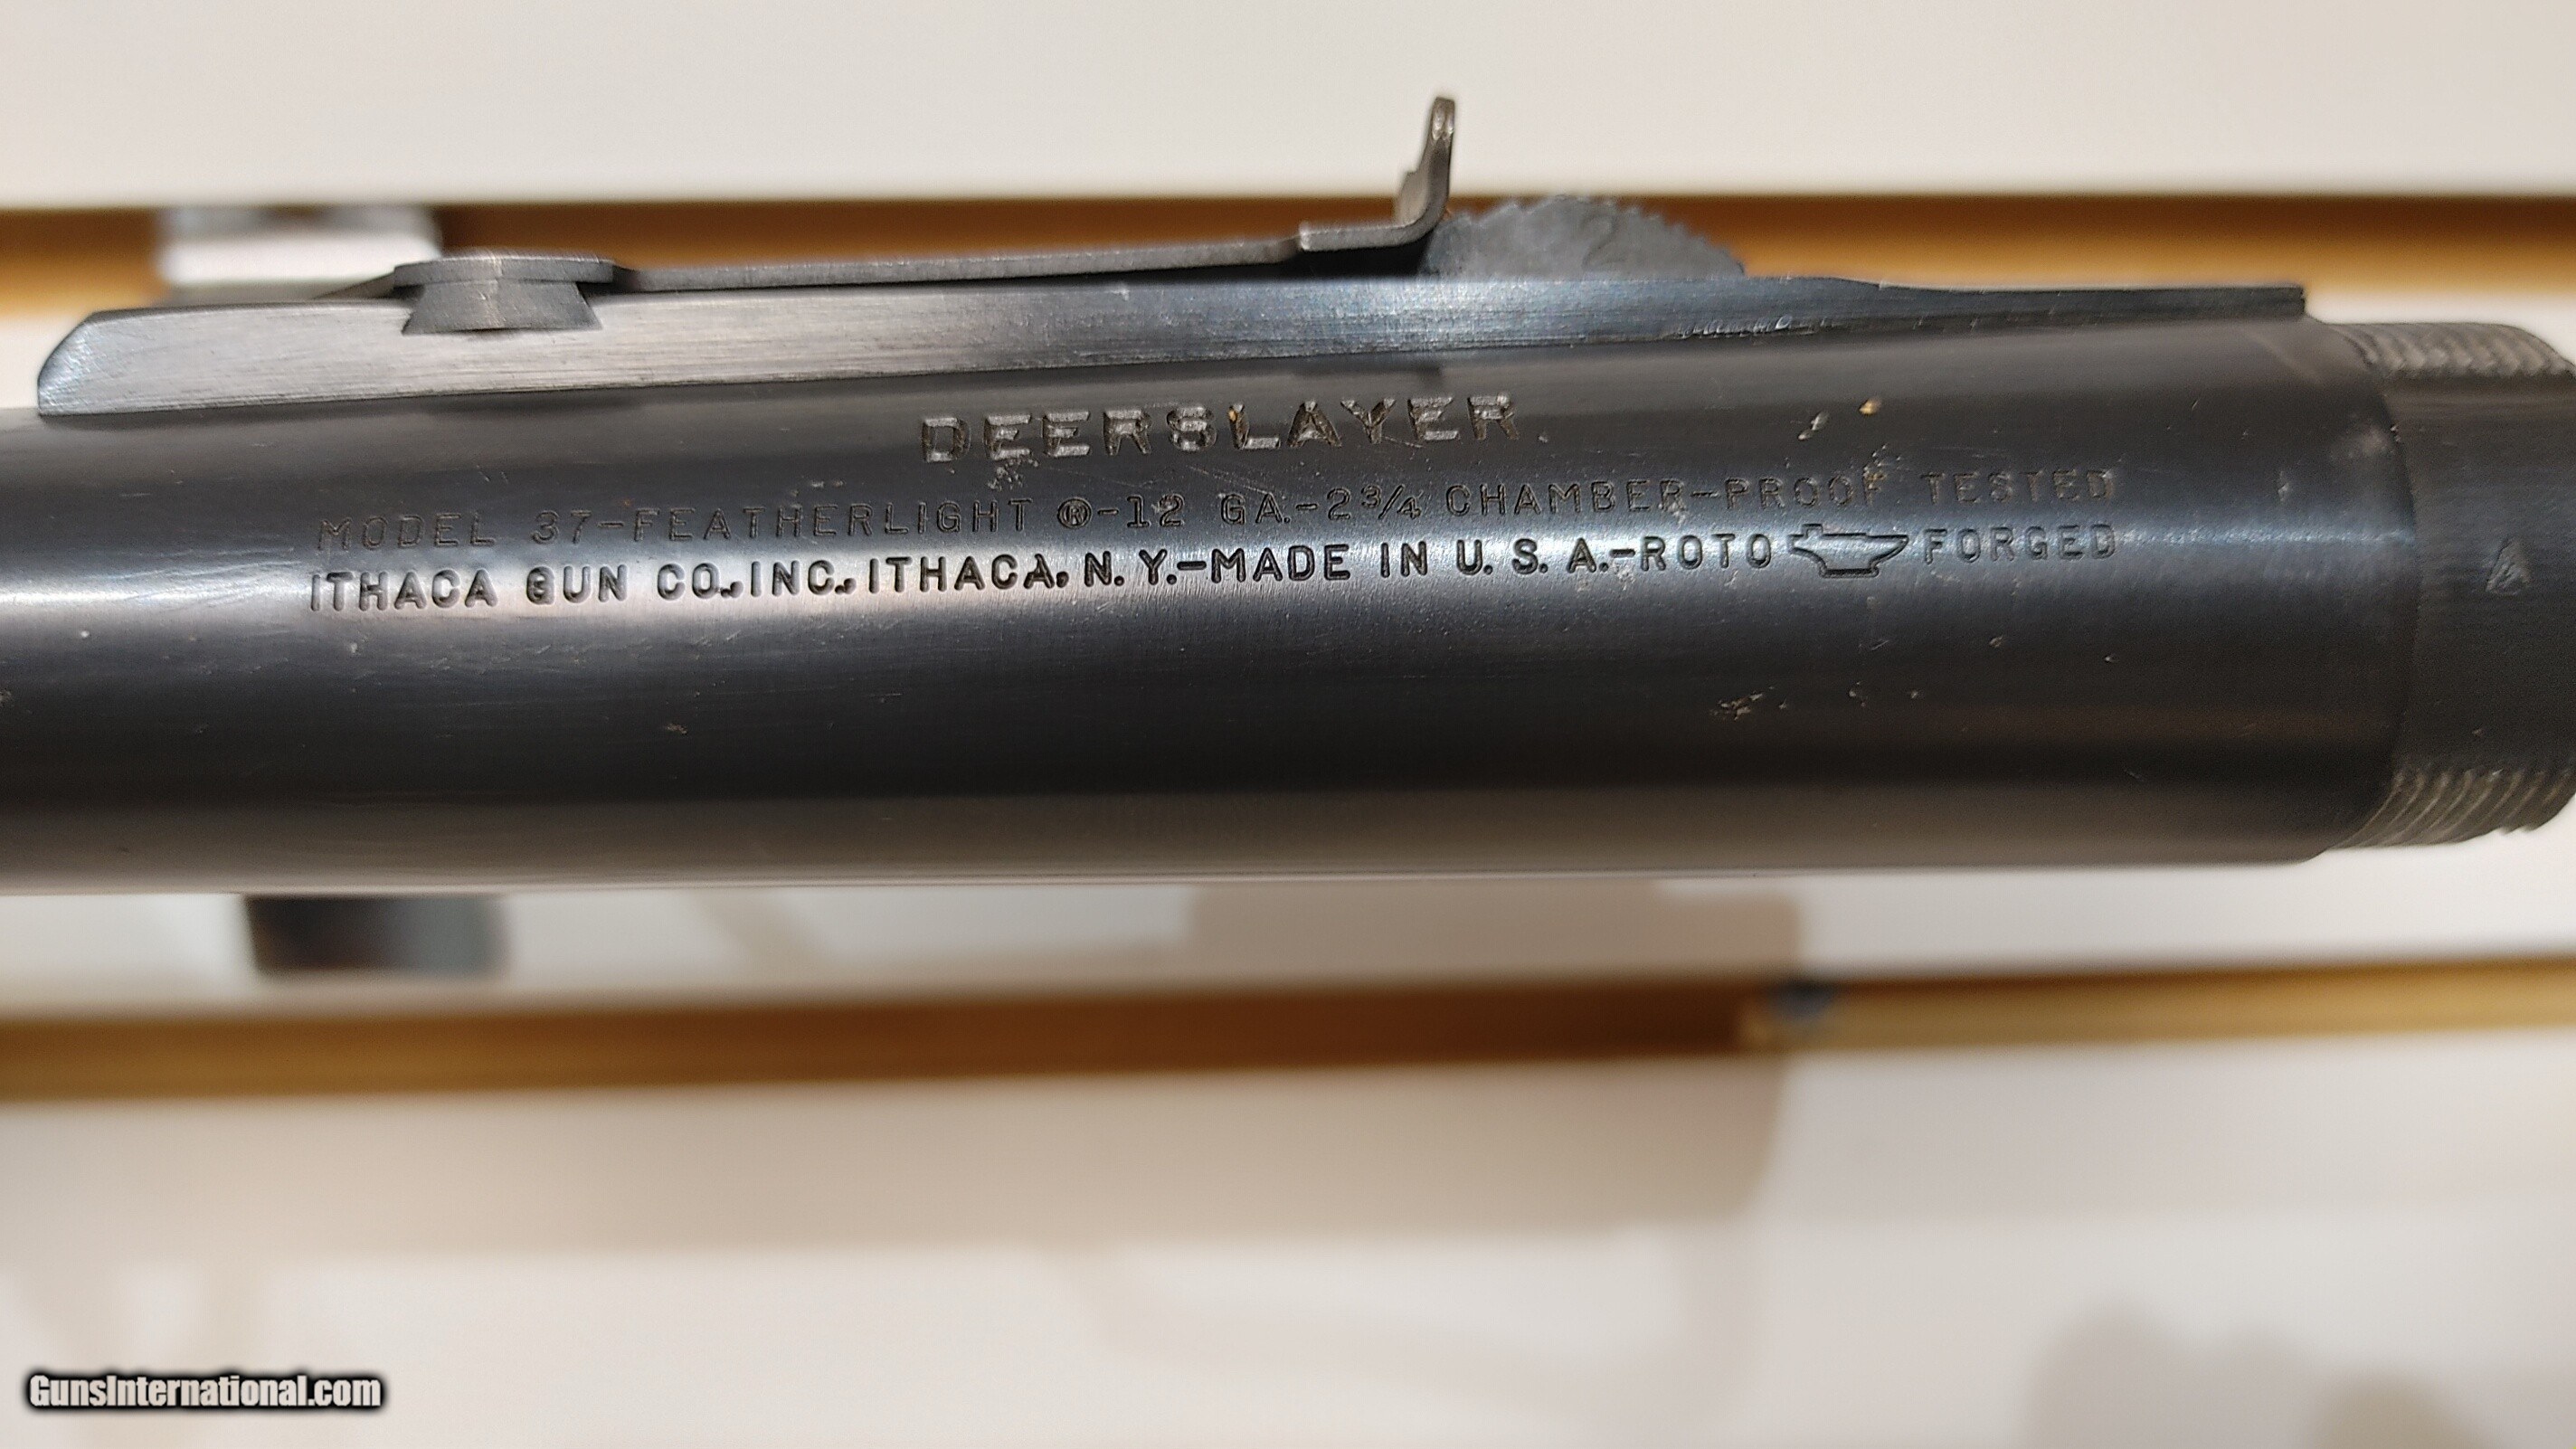 2
DEERSLAYER
MODEL 37-FEATHERLIGHT ®-12 GA.-2¾ CHAMBER-PROOF TESTED
ITHACA GUN CO., INC., ITHACA, N. Y.-MADE IN U. S. A.-ROTO FORGED
GunsInternational.com